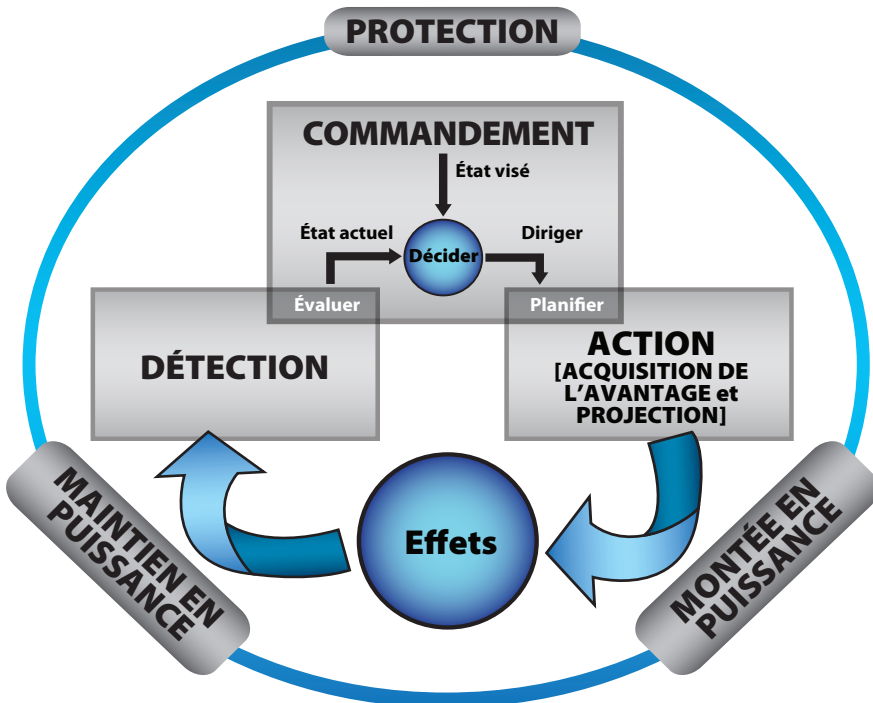 PROTECTION
COMMANDEMENT
État visé
État actuel
Décider
Diriger
Évaluer
Planifier
DÉTECTION
ACTION
[ACQUISITION DE
L'AVANTAGE et
PROJECTION]
MAINTIEN EN
PUISSANCE
Effets
MONTÉE EN
PUISSANCE